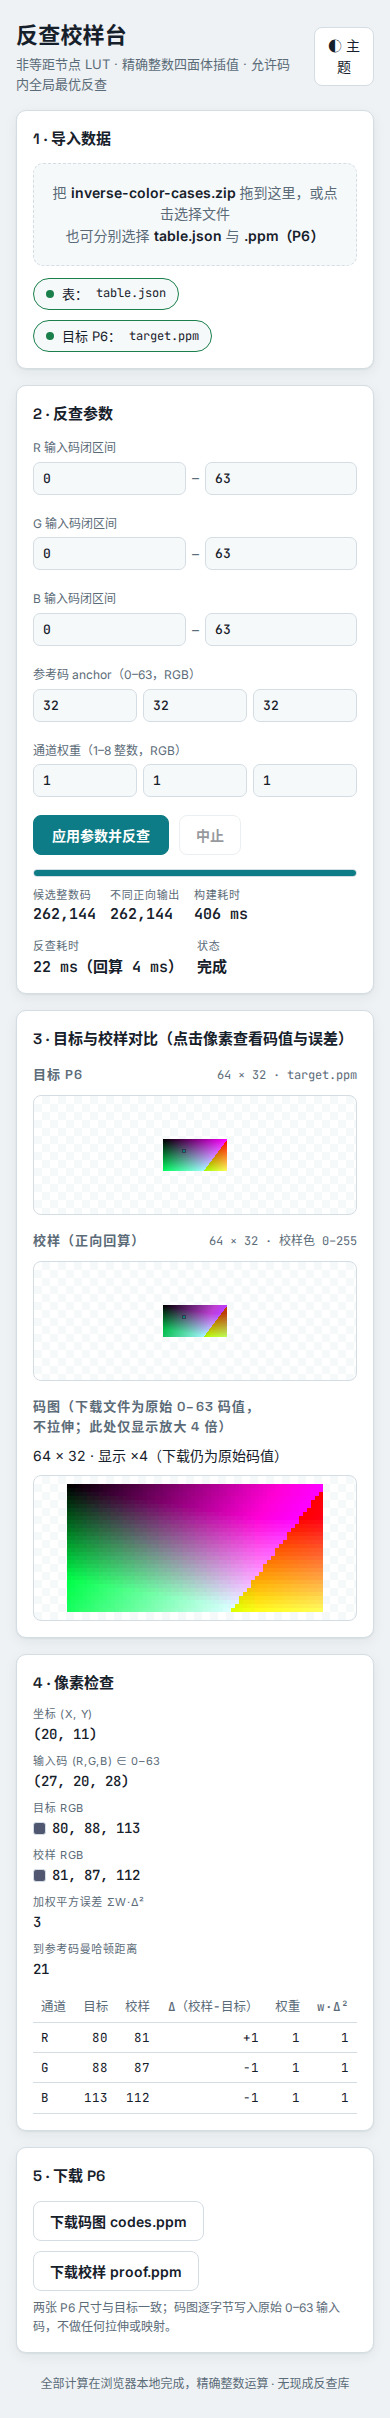 反查校样台
非等距节点 LUT · 精确整数四面体插值 · 允许码
内全局最优反查
◐ 主
题
1 · 导入数据
把 inverse-color-cases.zip 拖到这里，或点
击选择文件
也可分别选择 table.json 与 .ppm（P6）
表： table.json
目标 P6： target.ppm
2 · 反查参数
R 输入码闭区间
0 – 63
G 输入码闭区间
0 – 63
B 输入码闭区间
0 – 63
参考码 anchor（0–63，RGB）
32 32 32
通道权重（1–8 整数，RGB）
1 1 1
应用参数并反查 中止
候选整数码 不同正向输出 构建耗时
262,144 262,144 406 ms
反查耗时 状态
22 ms（回算 4 ms） 完成
3 · 目标与校样对比（点击像素查看码值与误差）
目标 P6 64 × 32 · target.ppm
校样（正向回算） 64 × 32 · 校样色 0–255
码图（下载文件为原始 0–63 码值，
不拉伸；此处仅显示放大 4 倍）
64 × 32 · 显示 ×4（下载仍为原始码值）
4 · 像素检查
坐标 (X, Y)
(20, 11)
输入码 (R,G,B) ∈ 0–63
(27, 20, 28)
目标 RGB
80, 88, 113
校样 RGB
81, 87, 112
加权平方误差 ΣW·Δ²
3
到参考码曼哈顿距离
21
通道 目标 校样 Δ（校样-目标） 权重 w·Δ²
R 80 81 +1 1 1
G 88 87 -1 1 1
B 113 112 -1 1 1
5 · 下载 P6
下载码图 codes.ppm
下载校样 proof.ppm
两张 P6 尺寸与目标一致；码图逐字节写入原始 0–63 输入
码，不做任何拉伸或映射。
全部计算在浏览器本地完成，精确整数运算 · 无现成反查库